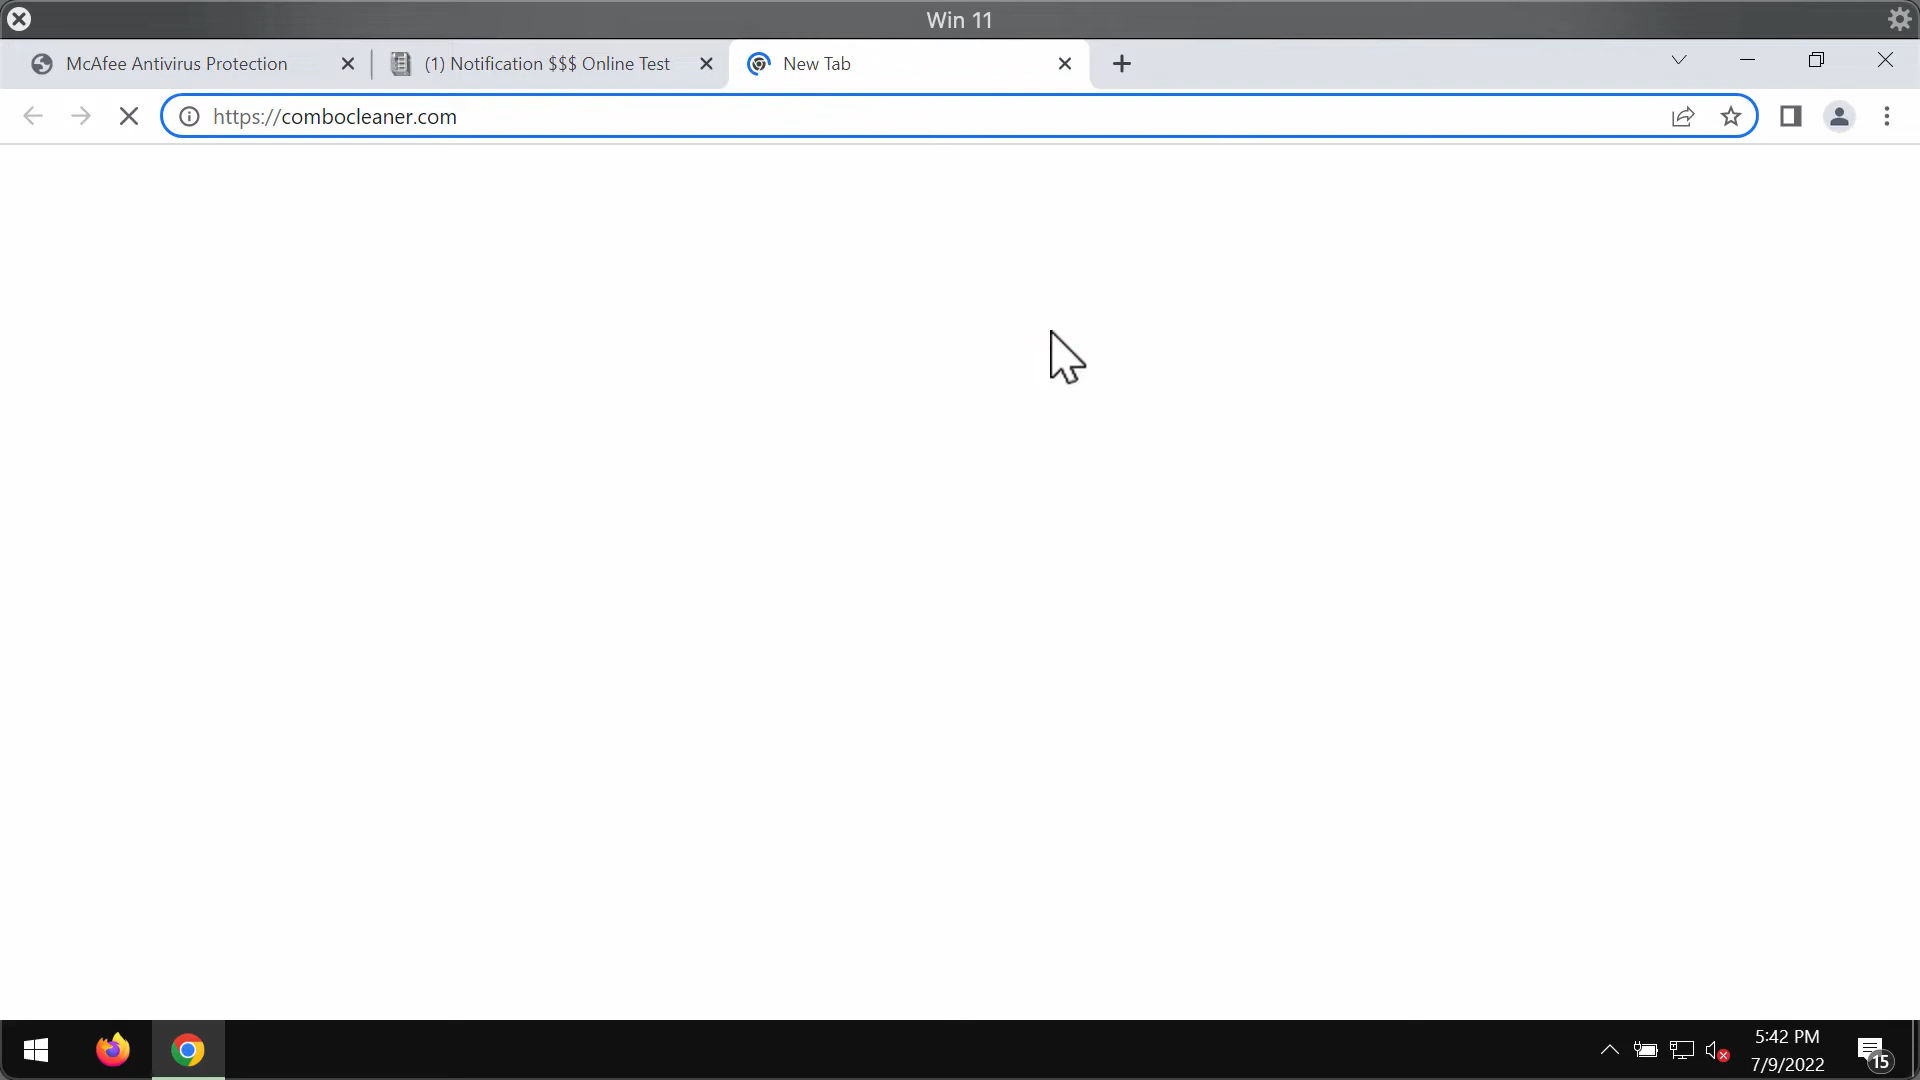 Win 11
McAfee Antivirus Protection
(1) Notification $$$ Online Test
New Tab
https://combocleaner.com
5:42 PM
7/9/2022
15